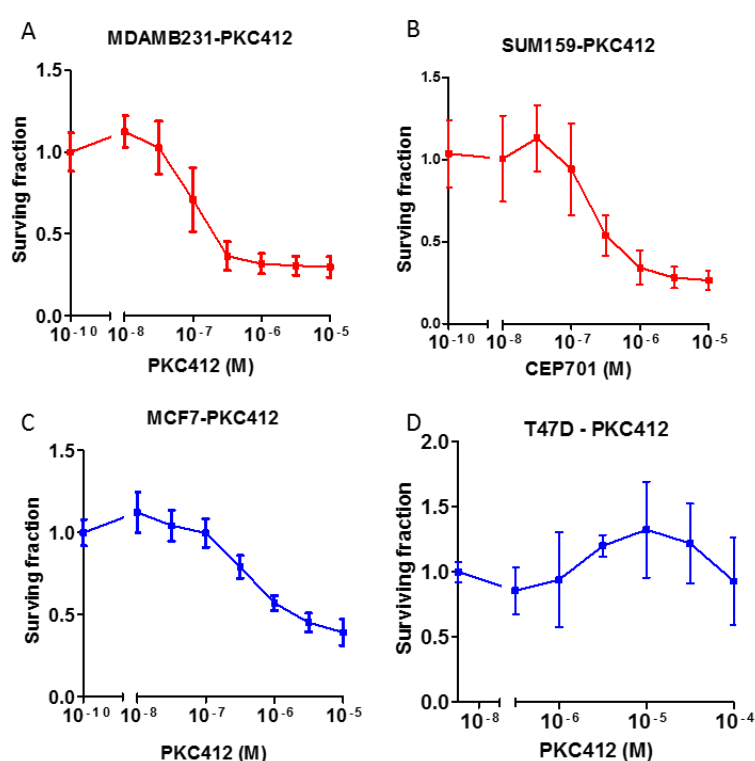 A
MDAMB231-PKC412
Surving fraction
1.5
1.0
0.5
0.0
10-10 10-8 10-7 10-6 10-5
PKC412 (M)
B
SUM159-PKC412
Surving fraction
1.5
1.0
0.5
0.0
10-10 10-8 10-7 10-6 10-5
CEP701 (M)
C
MCF7-PKC412
Surving fraction
1.5
1.0
0.5
0.0
10-10 10-8 10-7 10-6 10-5
PKC412 (M)
D
T47D - PKC412
Surviving fraction
2.0
1.5
1.0
0.5
0.0
10-8 10-6 10-5 10-4
PKC412 (M)